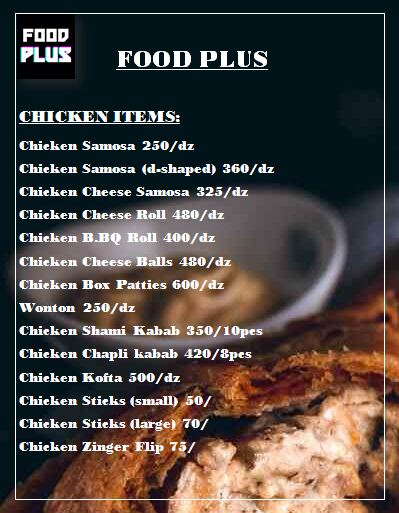 FOOD
PLUS
FOOD PLUS
CHICKEN ITEMS:
Chicken Samosa 250/dz
Chicken Samosa (d-shaped) 360/dz
Chicken Cheese Samosa 325/dz
Chicken Cheese Roll 480/dz
Chicken B.BQ Roll 400/dz
Chicken Cheese Balls 480/dz
Chicken Box Patties 600/dz
Wonton 250/dz
Chicken Shami Kabab 350/10pcs
Chicken Chapli kabab 420/8pcs
Chicken Kofta 500/dz
Chicken Sticks (small) 50/
Chicken Sticks (large) 70/
Chicken Zinger Flip 75/